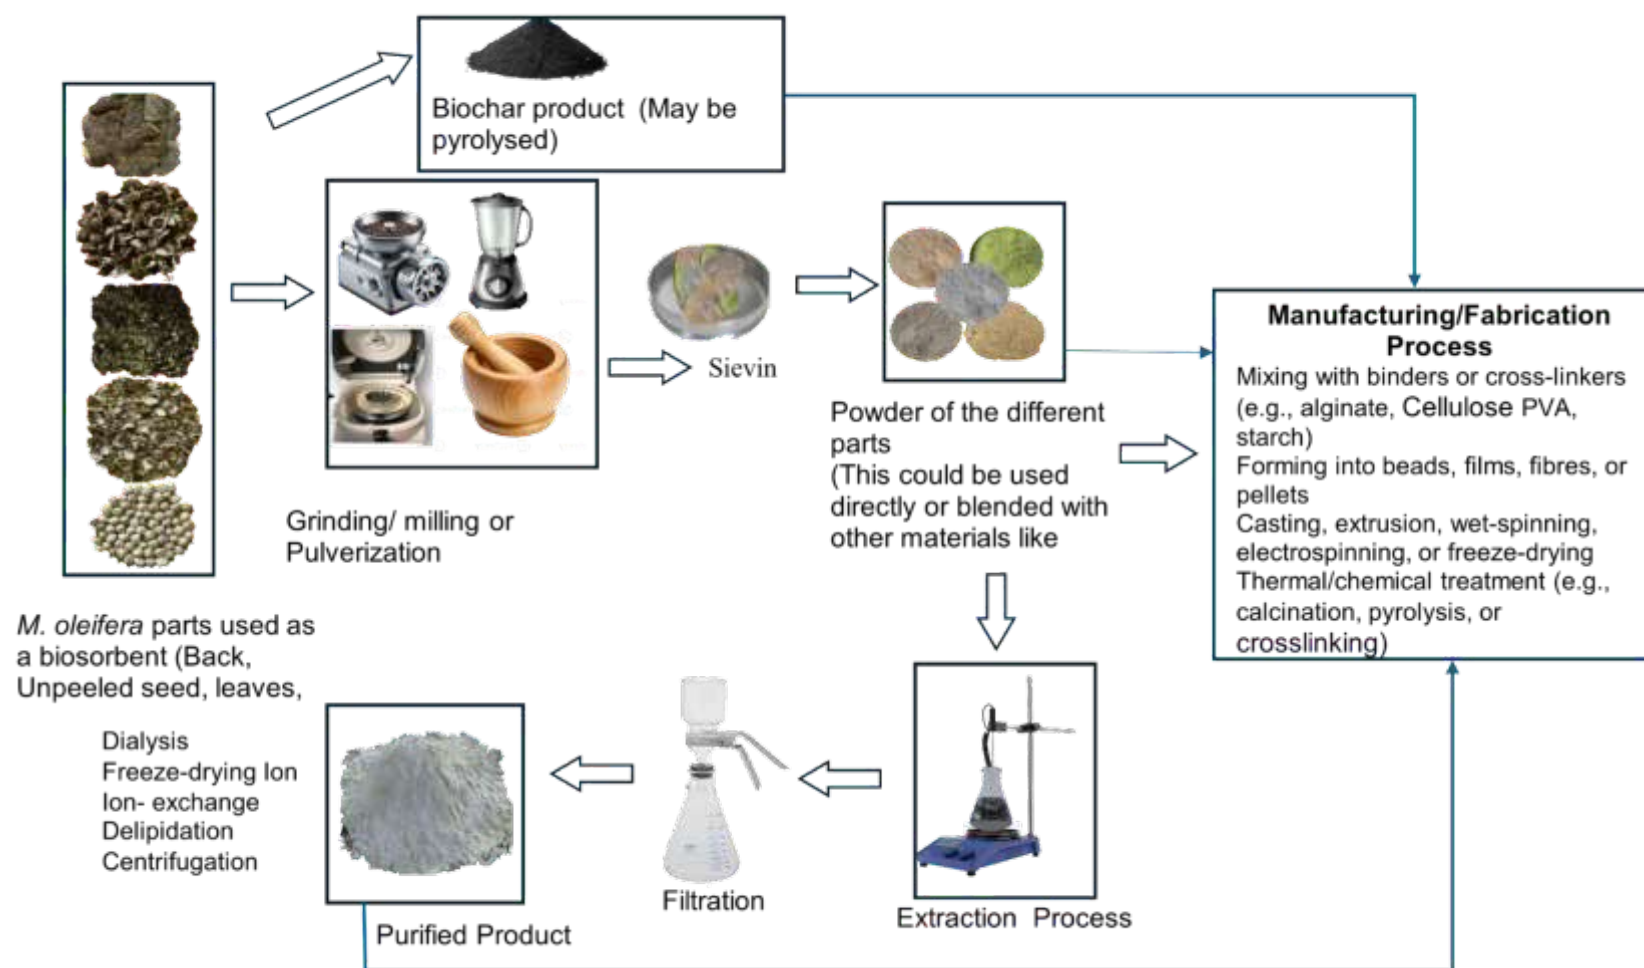 Biochar product (May be
pyrolysed)
Sievin
Grinding/ milling or
Pulverization
Powder of the different
parts
(This could be used
directly or blended with
other materials like
Manufacturing/Fabrication
Process
Mixing with binders or cross-linkers
(e.g., alginate, Cellulose PVA,
starch)
Forming into beads, films, fibres, or
pellets
Casting, extrusion, wet-spinning,
electrospinning, or freeze-drying
Thermal/chemical treatment (e.g.,
calcination, pyrolysis, or
crosslinking)
M. oleifera parts used as
a biosorbent (Back,
Unpeeled seed, leaves,
Dialysis
Freeze-drying Ion
Ion- exchange
Delipidation
Centrifugation
Purified Product
Filtration
Extraction Process